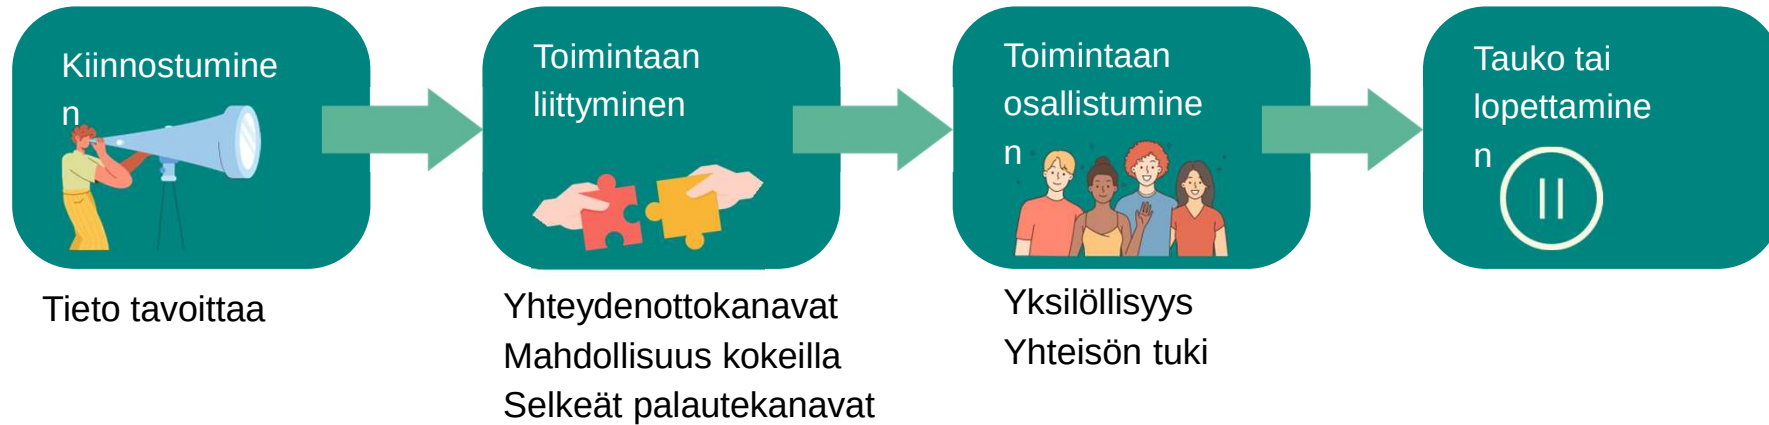 Kiinnostumine
n
Tieto tavoittaa
Toimintaan
liittyminen
Yhteydenottokanavat
Mahdollisuus kokeilla
Selkeät palautekanavat
Toimintaan
osallistumine
n
Yksilöllisyys
Yhteisön tuki
Tauko tai
lopettamine
n